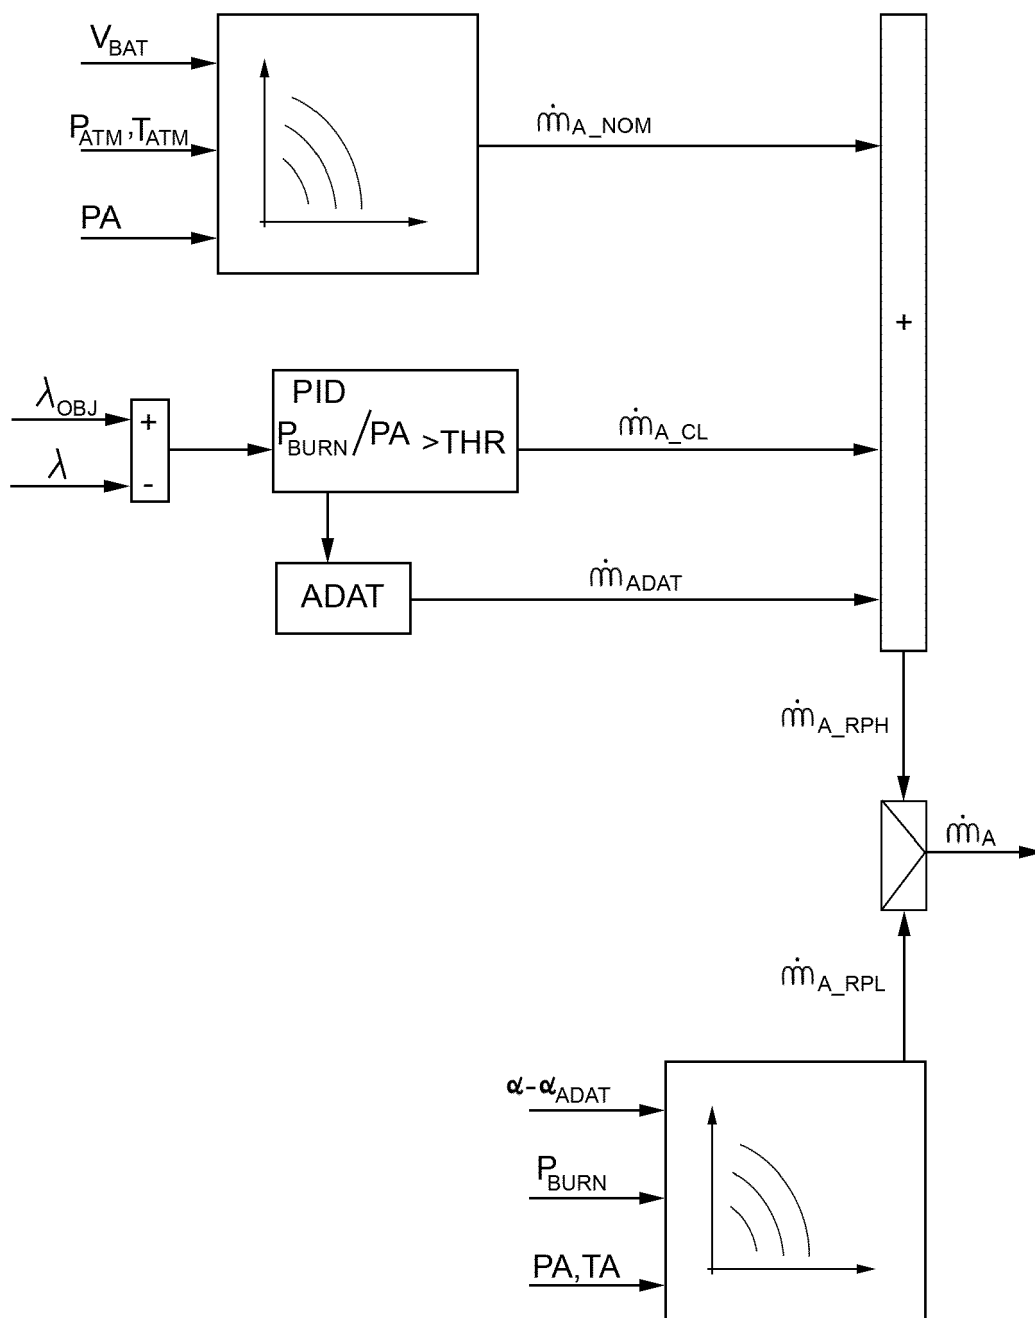 V_BAT
P_ATM, T_ATM
PA
ṁ_A_NOM
+
λ_OBJ
λ
+
-
PID
P_BURN/PA >THR
ṁ_A_CL
ADAT
ṁ_ADAT
ṁ_A_RPH
ṁ_A
ṁ_A_RPL
α-α_ADAT
P_BURN
PA,TA